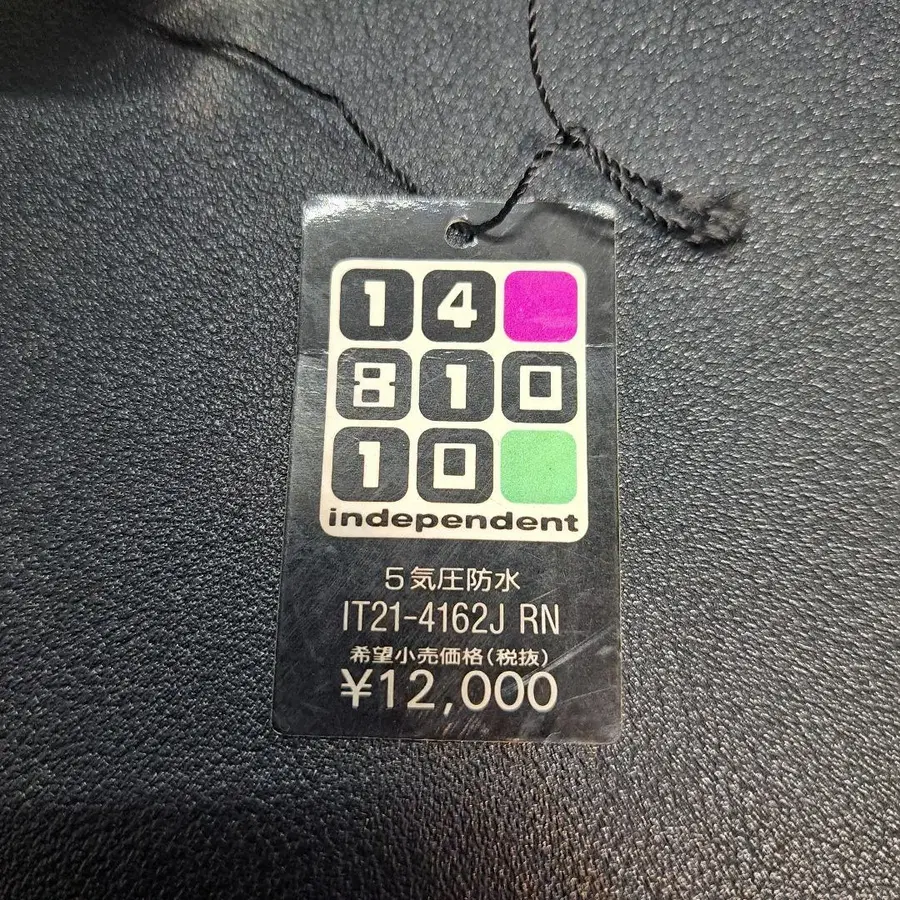 14
810
10
independent
5気圧防水
IT21-4162J RN
希望小売価格(税抜)
¥12,000